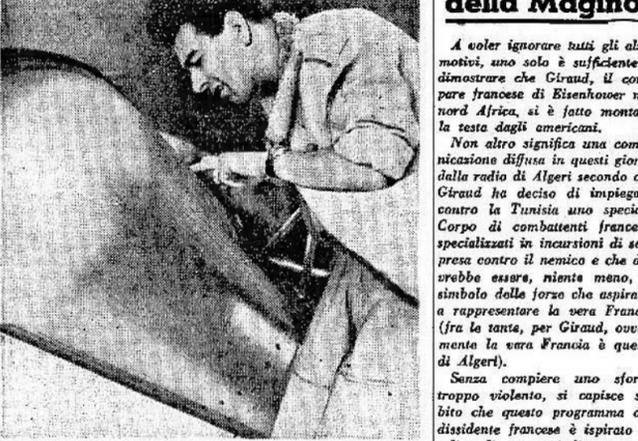 della Magino
A voler ignorare tutti gli al
motivi, uno solo è sufficiente
dimostrare che Giraud, il com
pare francese di Eisenhower n
nord Africa, si è fatto monta
la testa dagli americani.
Non altro significa una com
nicazione diffusa in questi gior
dalla radio di Algeri secondo c
Giraud ha deciso di impiega
contro la Tunisia uno specia
Corpo di combattenti france
specializzati in incursioni di so
presa contro il nemico e che d
vrebbe essere, niente meno,
simbolo delle forze che aspira
a rappresentare la vera Franc
(fra le tante, per Giraud, ovv
mente la vera Francia è quel
di Algeri).
Senza compiere uno sfor
troppo violento, si capisce s
bito che questo programma d
dissidente francese è ispirato